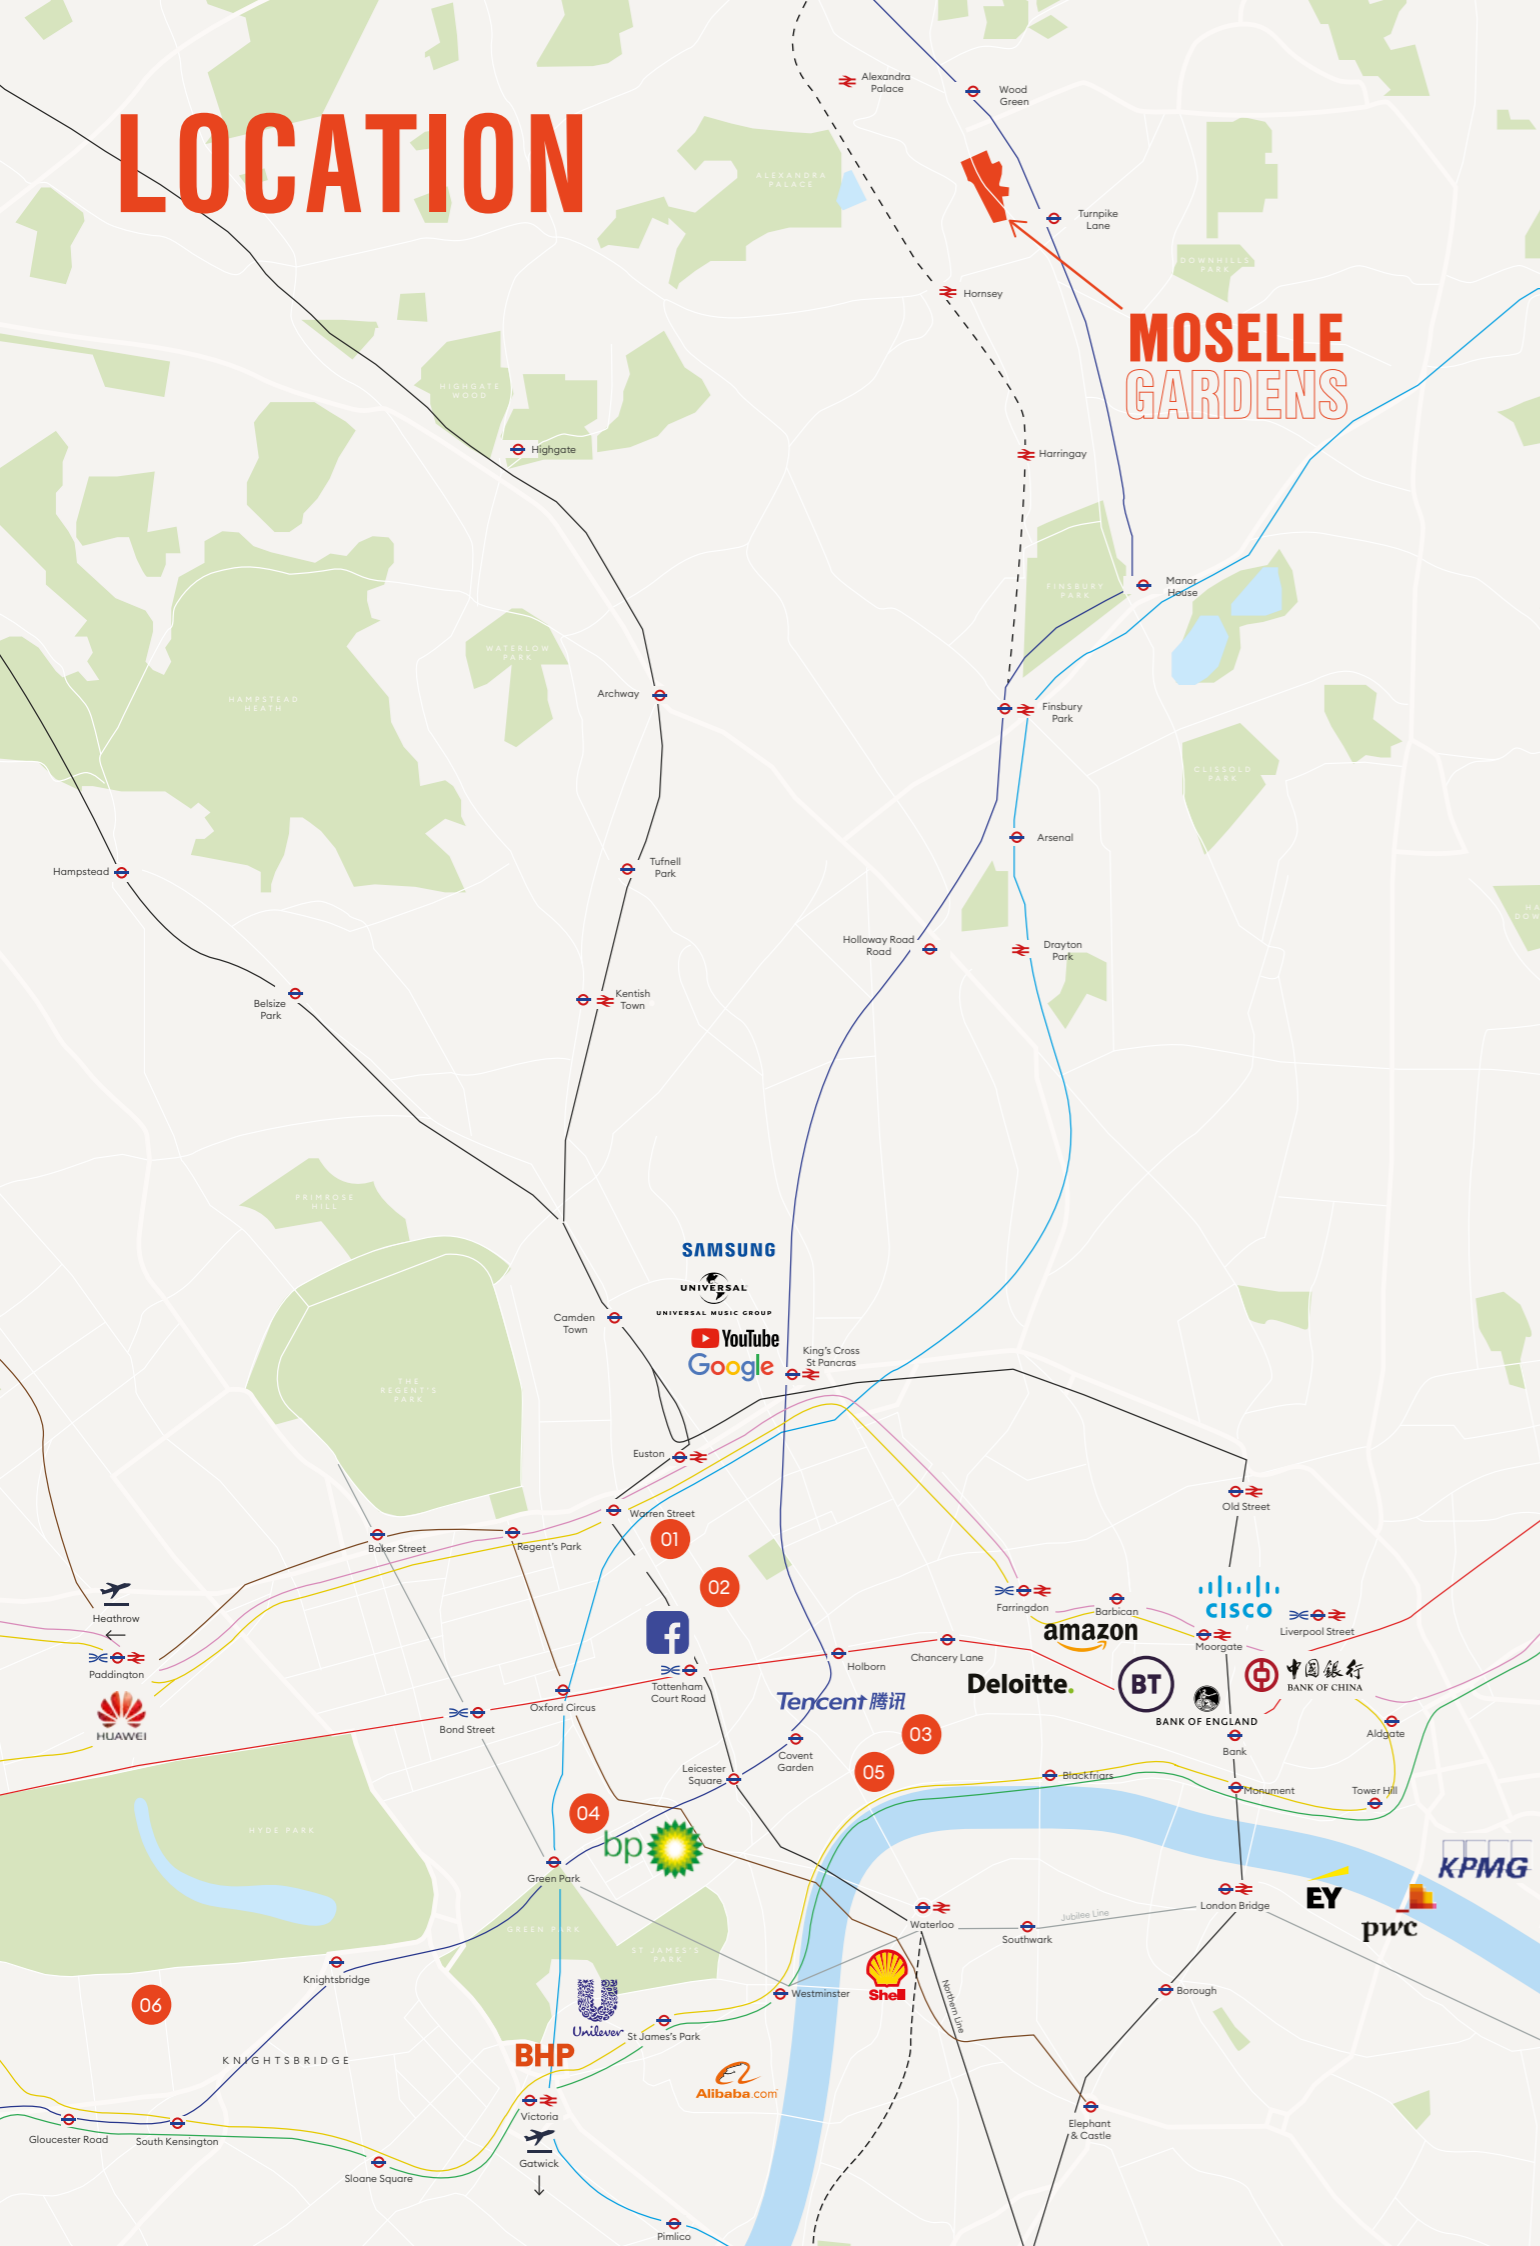 LOCATION
Alexandra
Palace
Wood
Green
ALEXANDRA
PALACE
Turnpike
Lane
DOWNHILLS
PARK
Hornsey
MOSELLE
GARDENS
HIGHGATE
WOOD
Highgate
Harringay
FINSBURY
PARK
Manor
House
WATERLOW
PARK
HAMPSTEAD
HEATH
Archway
Finsbury
Park
CLISSOLD
PARK
Arsenal
Hampstead
Tufnell
Park
Holloway Road
Road
Drayton
Park
Kentish
Town
Belsize
Park
PRIMROSE
HILL
SAMSUNG
UNIVERSAL
UNIVERSAL MUSIC GROUP
Camden
Town
YouTube
Google
King's Cross
St Pancras
THE
REGENT'S
PARK
Euston
Old Street
Warren Street
01
Baker Street
Regent's Park
02
Heathrow
Farringdon
Barbican
CISCO
Liverpool Street
amazon
Moorgate
Paddington
Holborn
Chancery Lane
Tottenham
Court Road
Deloitte.
BT
中国銀行
BANK OF CHINA
HUAWEI
Bond Street
Oxford Circus
Tencent 腾讯
BANK OF ENGLAND
03
Aldgate
Bank
Covent
Garden
Leicester
Square
05
Blackfriars
Monument
Tower Hill
04
HYDE PARK
bp
KPMG
Green Park
EY
London Bridge
pwc
Jubilee Line
Waterloo
Southwark
GREEN PARK
ST JAMES'S
PARK
Knightsbridge
Shell
Westminster
Borough
06
Northern Line
Unilever
St James's Park
BHP
KNIGHTSBRIDGE
Alibaba.com
Victoria
Elephant
& Castle
Gloucester Road
South Kensington
Gatwick
Sloane Square
Pimlico